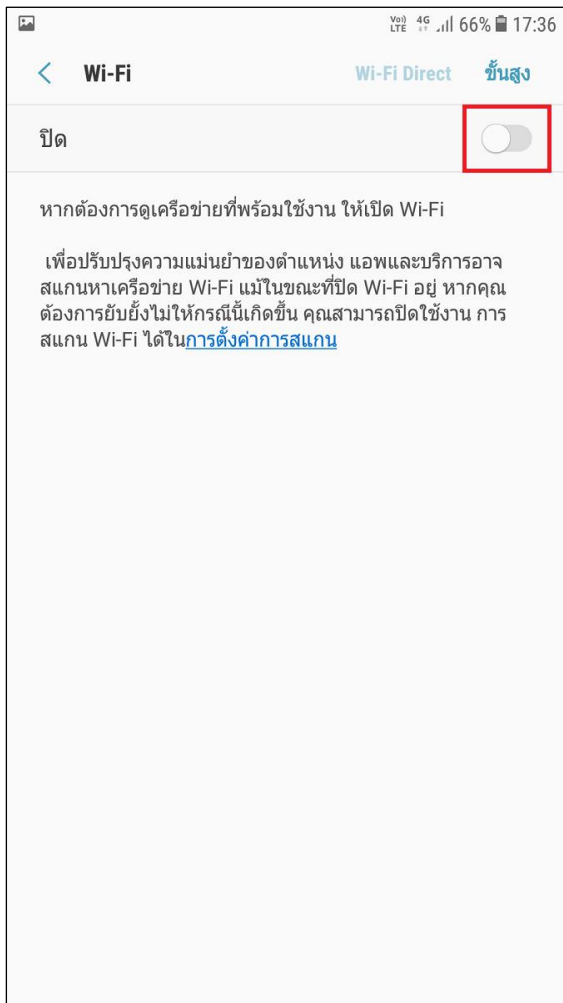 Vo)) LTE 4G 66% 17:36
Wi-Fi Wi-Fi Direct ขั้นสูง
ปิด
หากต้องการดูเครือข่ายที่พร้อมใช้งาน ให้เปิด Wi-Fi
เพื่อปรับปรุงความแม่นยำของตำแหน่ง แอพและบริการอาจ
สแกนหาเครือข่าย Wi-Fi แม้ในขณะที่ปิด Wi-Fi อยู่ หากคุณ
ต้องการยับยั้งไม่ให้กรณีนี้เกิดขึ้น คุณสามารถปิดใช้งาน การ
สแกน Wi-Fi ได้ในการตั้งค่าการสแกน